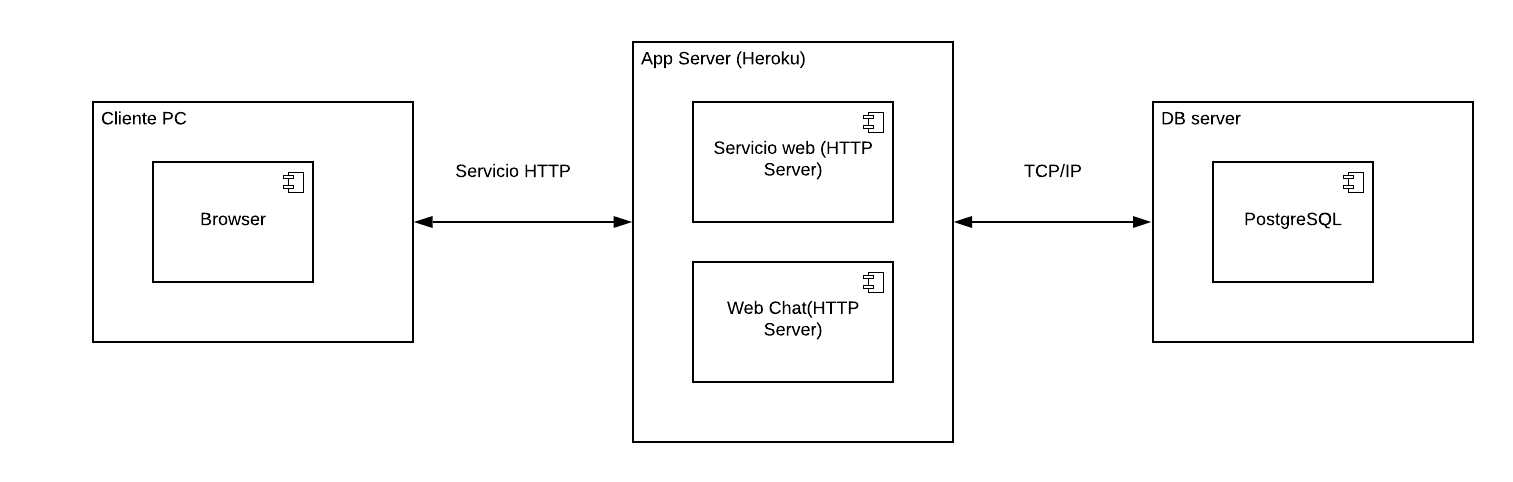 App Server (Heroku)
Cliente PC
DB server
Servicio web (HTTP
Server)
Servicio HTTP
TCP/IP
Browser
PostgreSQL
Web Chat(HTTP
Server)